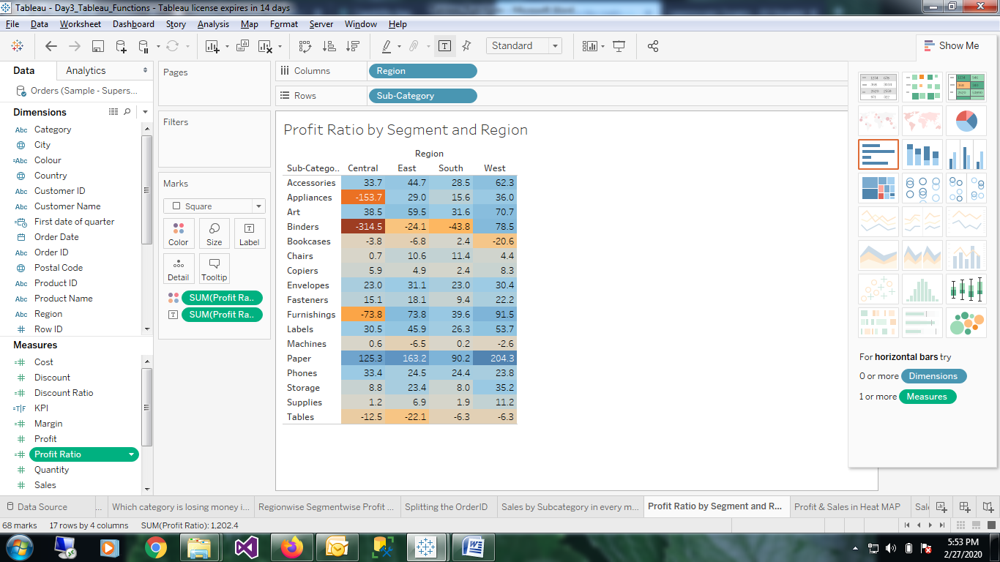 Tableau - Day3_Tableau_Functions - Tableau license expires in 14 days
File Data Worksheet Dashboard Story Analysis Map Format Server Window Help
Standard
Show Me
Data Analytics
Orders (Sample - Supers...
Dimensions
Abc Category
City
=Abc Colour
Country
Abc Customer ID
Abc Customer Name
First date of quarter
Order Date
Abc Order ID
Postal Code
Abc Product ID
Abc Product Name
Abc Region
# Row ID
Measures
=# Cost
# Discount
=# Discount Ratio
=T|F KPI
=# Margin
# Profit
=# Profit Ratio
# Quantity
# Sales
Pages
Filters
Marks
Square
Color Size Label
Detail Tooltip
SUM(Profit Ra..
SUM(Profit Ra..
Columns Region
Rows Sub-Category
Profit Ratio by Segment and Region
Region
Sub-Catego.. Central East South West
Accessories 33.7 44.7 28.5 62.3
Appliances -153.7 29.0 15.6 36.0
Art 38.5 59.5 31.6 70.7
Binders -314.5 -24.1 -43.8 78.5
Bookcases -3.8 -6.8 2.4 -20.6
Chairs 0.7 10.6 11.4 4.4
Copiers 5.9 4.9 2.4 8.3
Envelopes 23.0 31.1 23.0 30.4
Fasteners 15.1 18.1 9.4 22.2
Furnishings -73.8 73.8 39.6 91.5
Labels 30.5 45.9 26.3 53.7
Machines 0.6 -6.5 0.2 -2.6
Paper 125.3 163.2 90.2 204.3
Phones 33.4 24.5 24.4 23.8
Storage 8.8 23.4 8.0 35.2
Supplies 1.2 6.9 1.9 11.2
Tables -12.5 -22.1 -6.3 -6.3
For horizontal bars try
0 or more Dimensions
1 or more Measures
Data Source ... Which category is losing money i... Regionwise Segmentwise Profit ... Splitting the OrderID Sales by Subcategory in every m... Profit Ratio by Segment and R... Profit & Sales in Heat MAP Sal
68 marks 17 rows by 4 columns SUM(Profit Ratio): 1,202.4
5:53 PM
2/27/2020